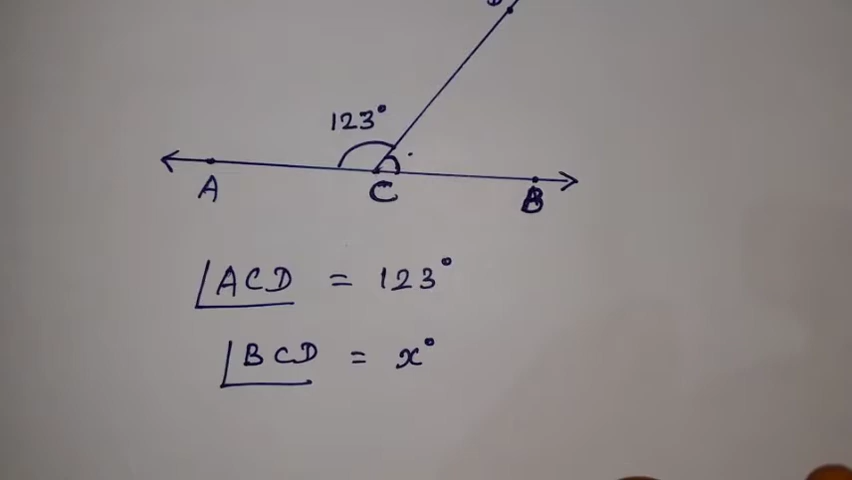 123°
A
C
B
∠ACD = 123°
∠BCD = x°